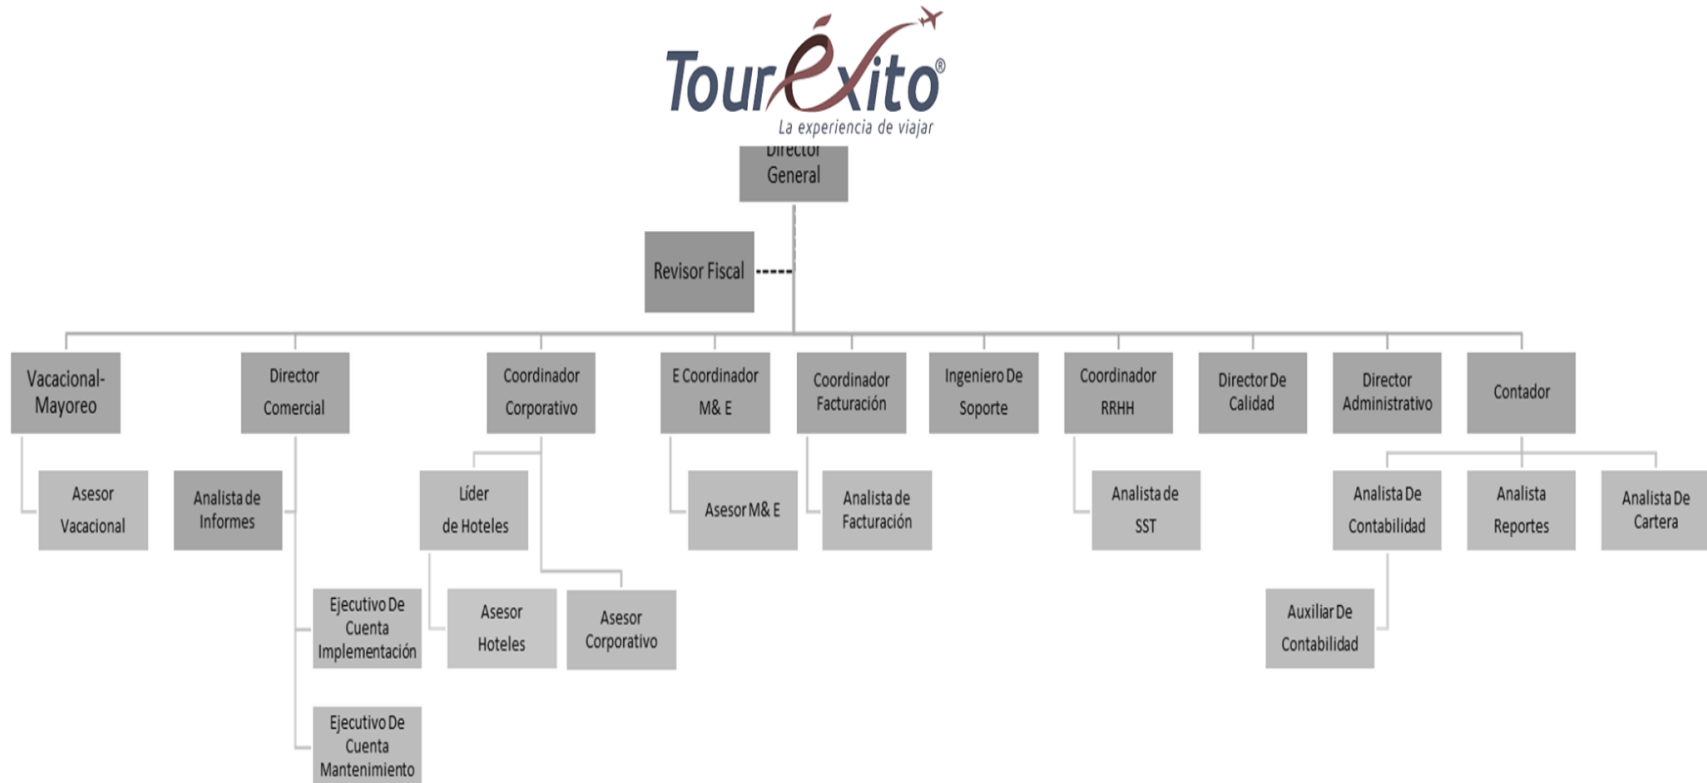 Touréxito®
La experiencia de viajar
Director
General
Revisor Fiscal
Vacacional-
Mayoreo
Director
Comercial
Coordinador
Corporativo
E Coordinador
M& E
Coordinador
Facturación
Ingeniero De
Soporte
Coordinador
RRHH
Director De
Calidad
Director
Administrativo
Contador
Asesor
Vacacional
Analista de
Informes
Líder
de Hoteles
Asesor M& E
Analista de
Facturación
Analista de
SST
Analista De
Contabilidad
Analista
Reportes
Analista De
Cartera
Ejecutivo De
Cuenta
Implementación
Asesor
Hoteles
Asesor
Corporativo
Auxiliar De
Contabilidad
Ejecutivo De
Cuenta
Mantenimiento